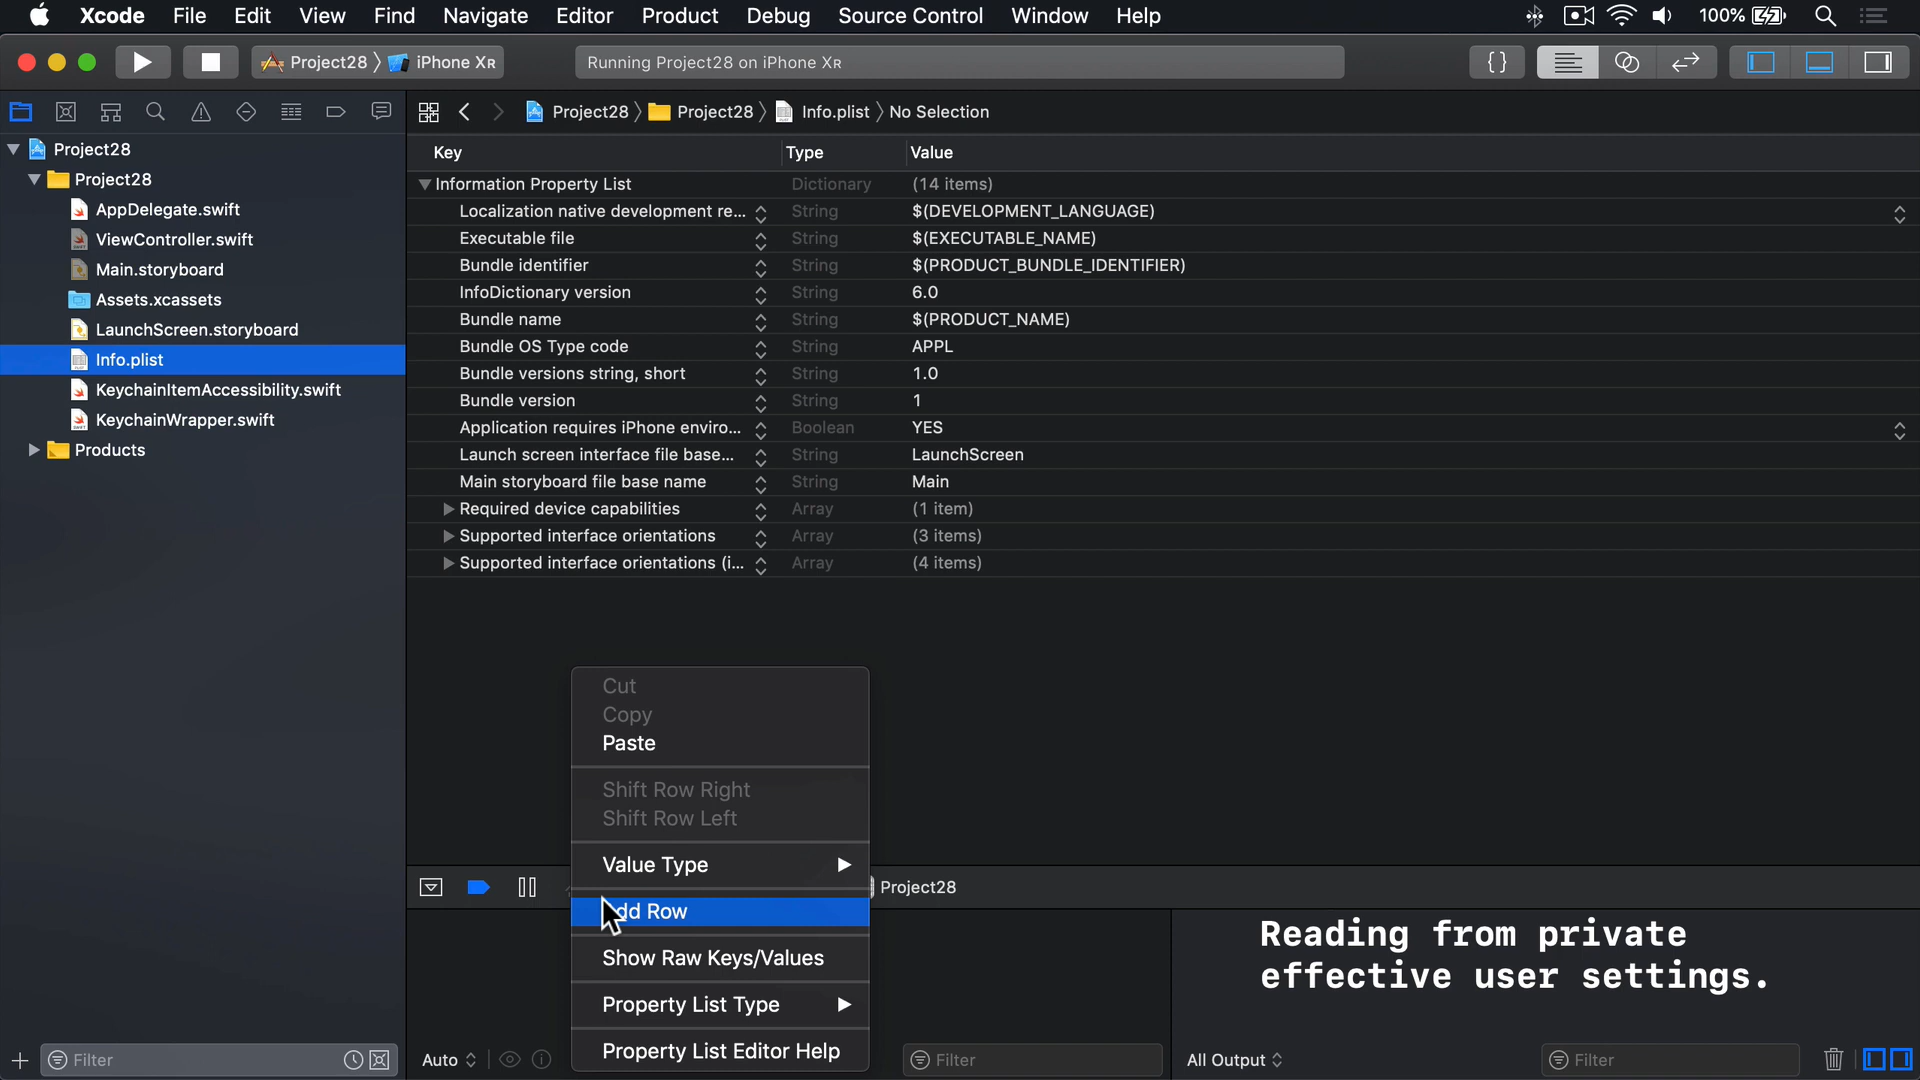 Xcode File Edit View Find Navigate Editor Product Debug Source Control Window Help 100%
Project28 iPhone XR Running Project28 on iPhone XR
Project28 Project28 Info.plist No Selection
Project28
Project28
AppDelegate.swift
ViewController.swift
Main.storyboard
Assets.xcassets
LaunchScreen.storyboard
Info.plist
KeychainItemAccessibility.swift
KeychainWrapper.swift
Products
Key Type Value
Information Property List Dictionary (14 items)
Localization native development re... String $(DEVELOPMENT_LANGUAGE)
Executable file String $(EXECUTABLE_NAME)
Bundle identifier String $(PRODUCT_BUNDLE_IDENTIFIER)
InfoDictionary version String 6.0
Bundle name String $(PRODUCT_NAME)
Bundle OS Type code String APPL
Bundle versions string, short String 1.0
Bundle version String 1
Application requires iPhone enviro... Boolean YES
Launch screen interface file base... String LaunchScreen
Main storyboard file base name String Main
Required device capabilities Array (1 item)
Supported interface orientations Array (3 items)
Supported interface orientations (i... Array (4 items)
Cut
Copy
Paste
Shift Row Right
Shift Row Left
Value Type
dd Row
Show Raw Keys/Values
Property List Type
Property List Editor Help
Project28
Reading from private
effective user settings.
Filter
Auto
Filter
All Output
Filter